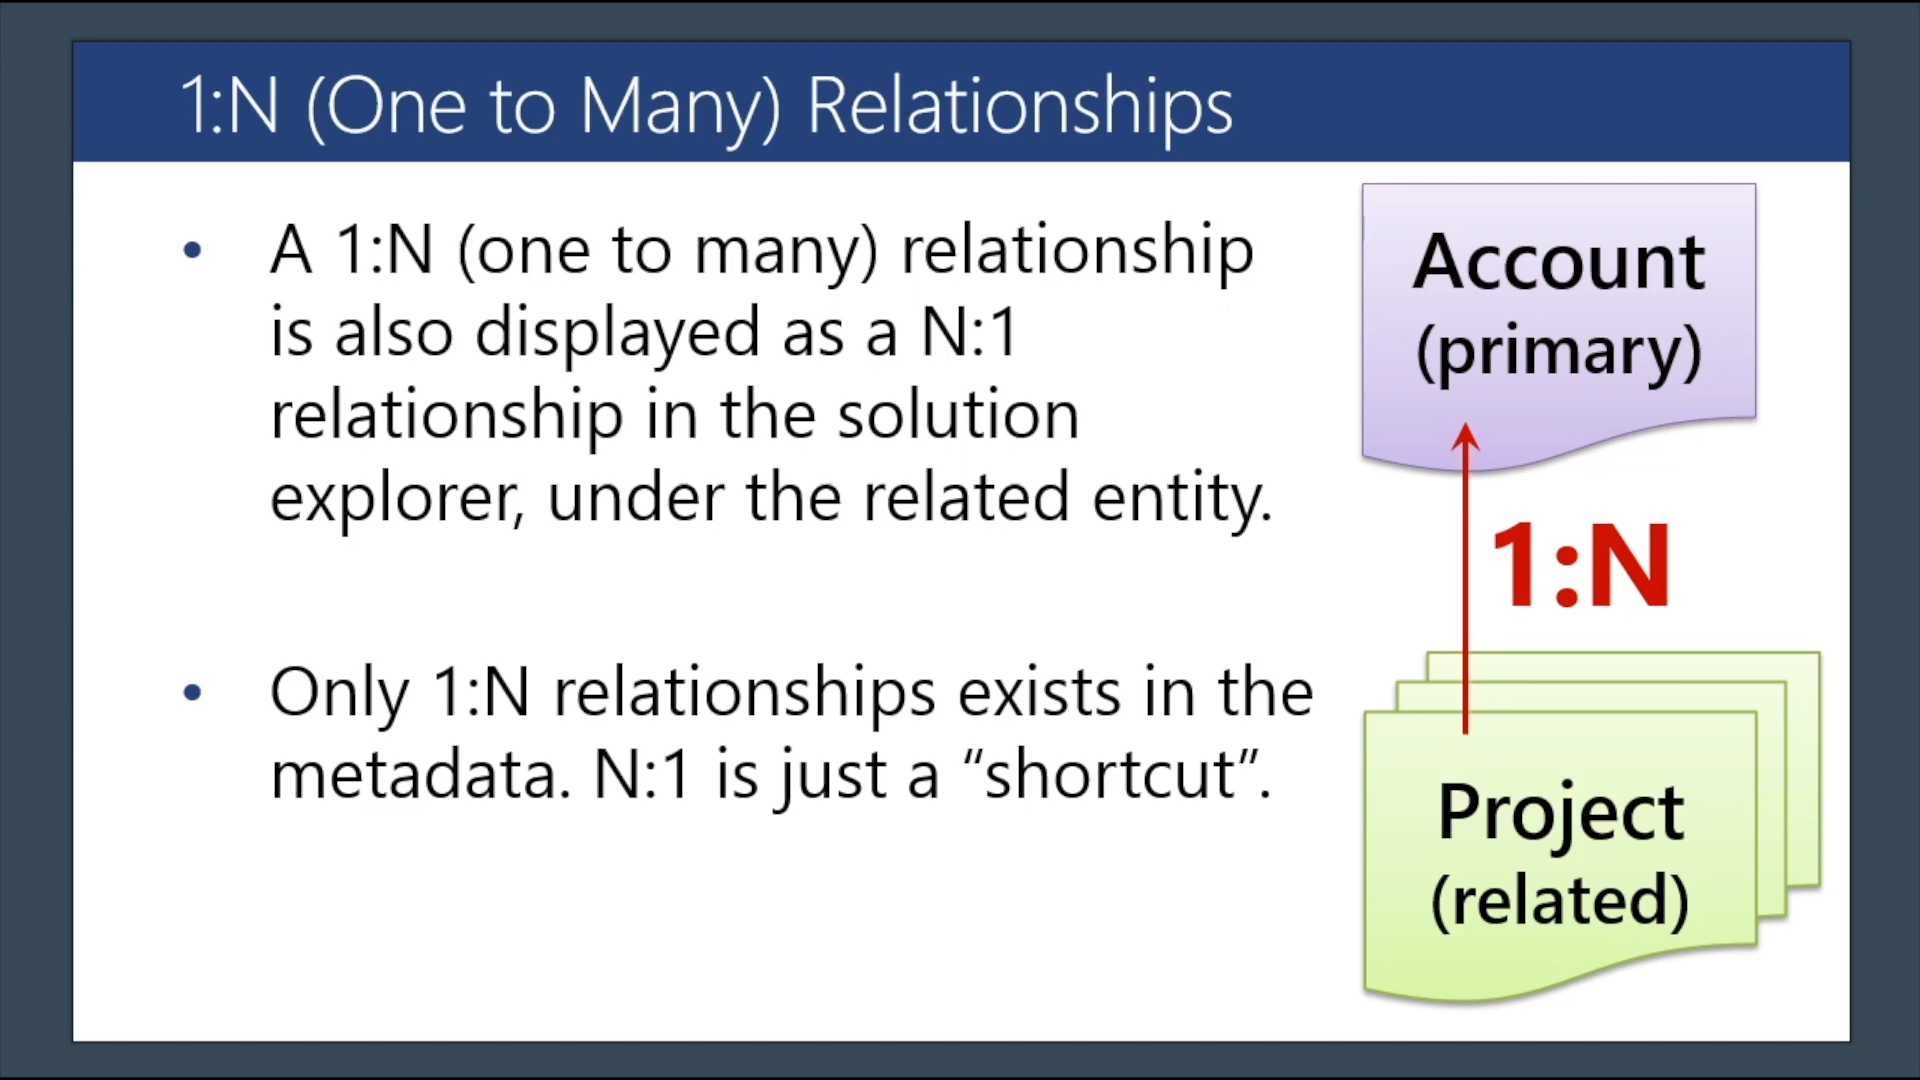 1:N (One to Many) Relationships
• A 1:N (one to many) relationship
is also displayed as a N:1
relationship in the solution
explorer, under the related entity.
• Only 1:N relationships exists in the
metadata. N:1 is just a “shortcut”.
Account
(primary)
1:N
Project
(related)